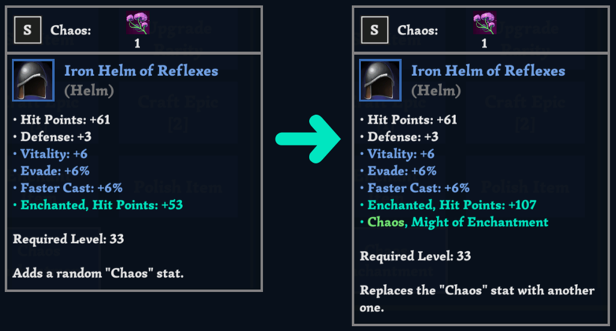 S Chaos: 1
Iron Helm of Reflexes
(Helm)
• Hit Points: +61
• Defense: +3
• Vitality: +6
• Evade: +6%
• Faster Cast: +6%
• Enchanted, Hit Points: +53
Required Level: 33
Adds a random "Chaos" stat.
S Chaos: 1
Iron Helm of Reflexes
(Helm)
• Hit Points: +61
• Defense: +3
• Vitality: +6
• Evade: +6%
• Faster Cast: +6%
• Enchanted, Hit Points: +107
• Chaos, Might of Enchantment
Required Level: 33
Replaces the "Chaos" stat with another
one.